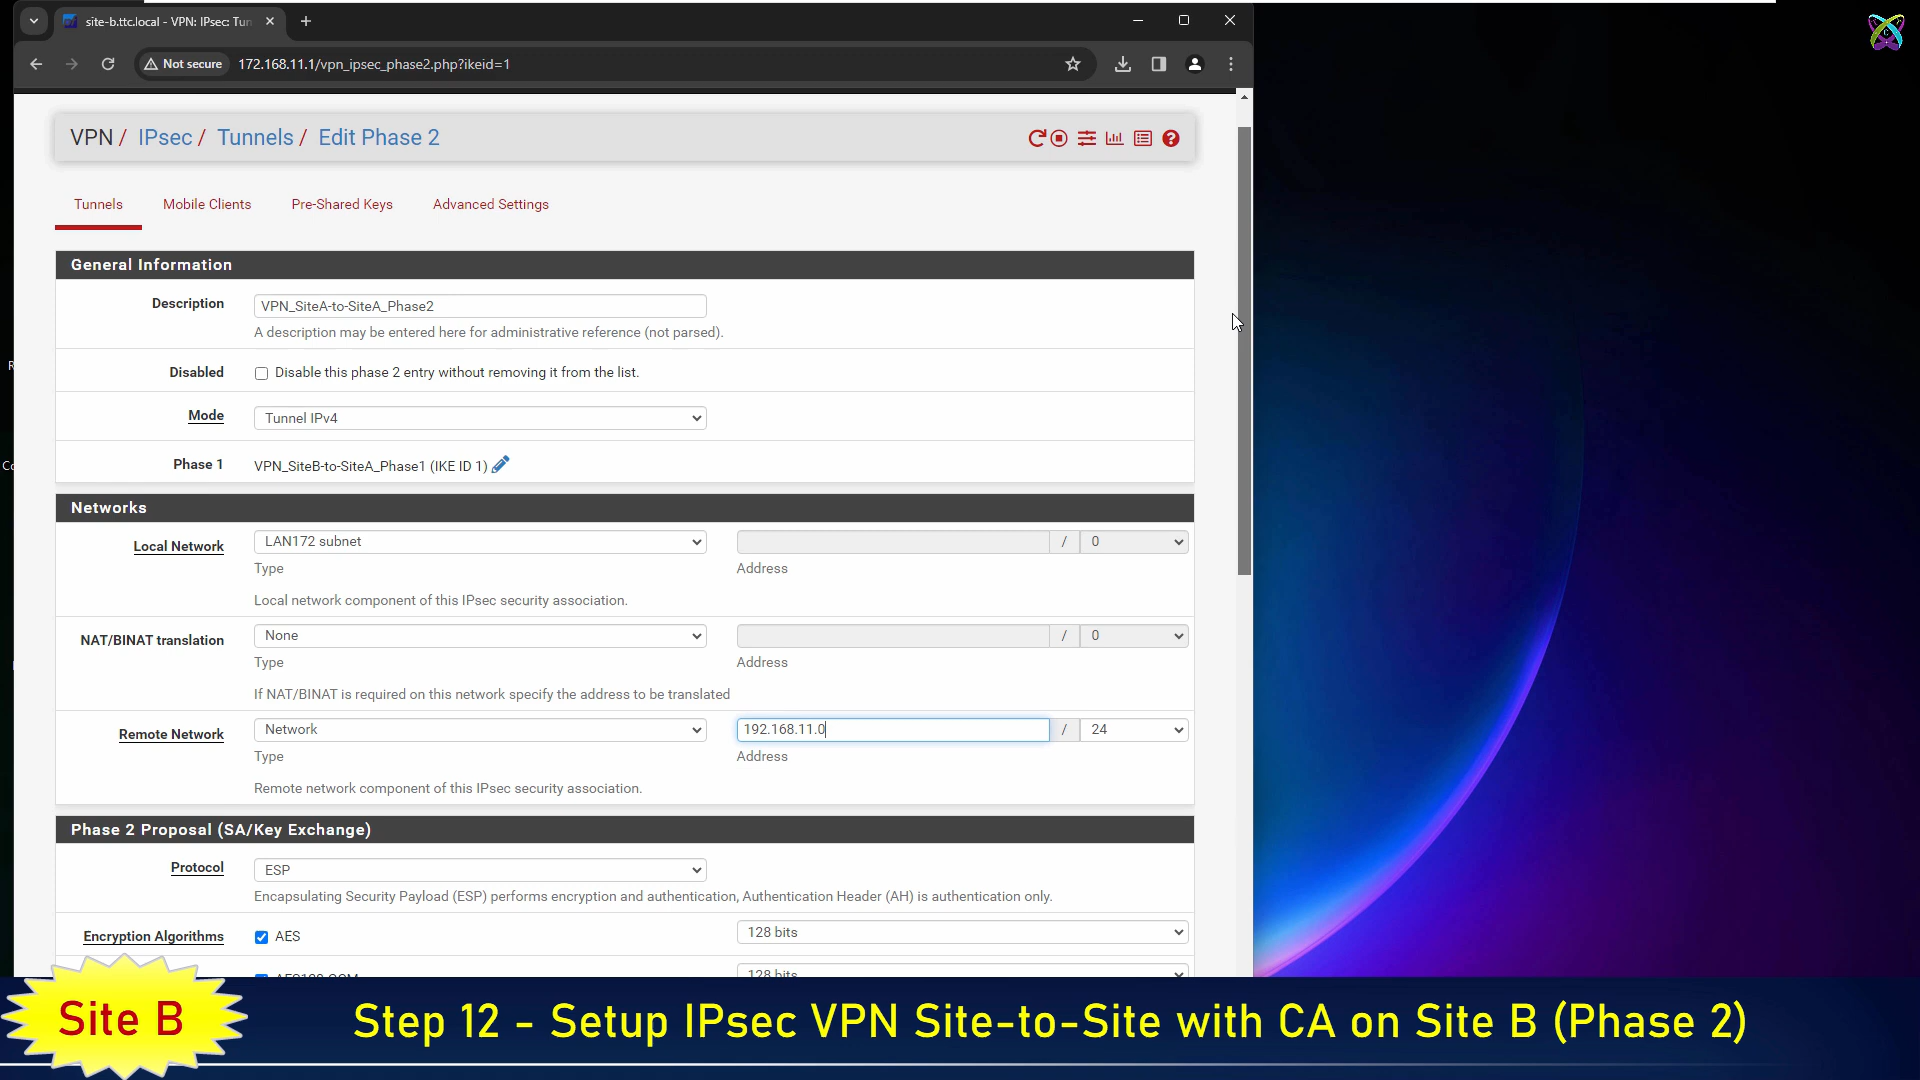 site-b.ttc.local - VPN: IPsec: Tun
Not secure
172.168.11.1/vpn_ipsec_phase2.php?ikeid=1
VPN / IPsec / Tunnels / Edit Phase 2
Tunnels Mobile Clients Pre-Shared Keys Advanced Settings
General Information
Description
VPN_SiteA-to-SiteA_Phase2
A description may be entered here for administrative reference (not parsed).
Disabled
Disable this phase 2 entry without removing it from the list.
Mode
Tunnel IPv4
Phase 1
VPN_SiteB-to-SiteA_Phase1 (IKE ID 1)
Networks
Local Network
LAN172 subnet
/ 0
Type
Address
Local network component of this IPsec security association.
NAT/BINAT translation
None
/ 0
Type
Address
If NAT/BINAT is required on this network specify the address to be translated
Remote Network
Network
192.168.11.0
/ 24
Type
Address
Remote network component of this IPsec security association.
Phase 2 Proposal (SA/Key Exchange)
Protocol
ESP
Encapsulating Security Payload (ESP) performs encryption and authentication, Authentication Header (AH) is authentication only.
Encryption Algorithms
AES
128 bits
AES128-GCM
128 bits
Site B
Step 12 - Setup IPsec VPN Site-to-Site with CA on Site B (Phase 2)